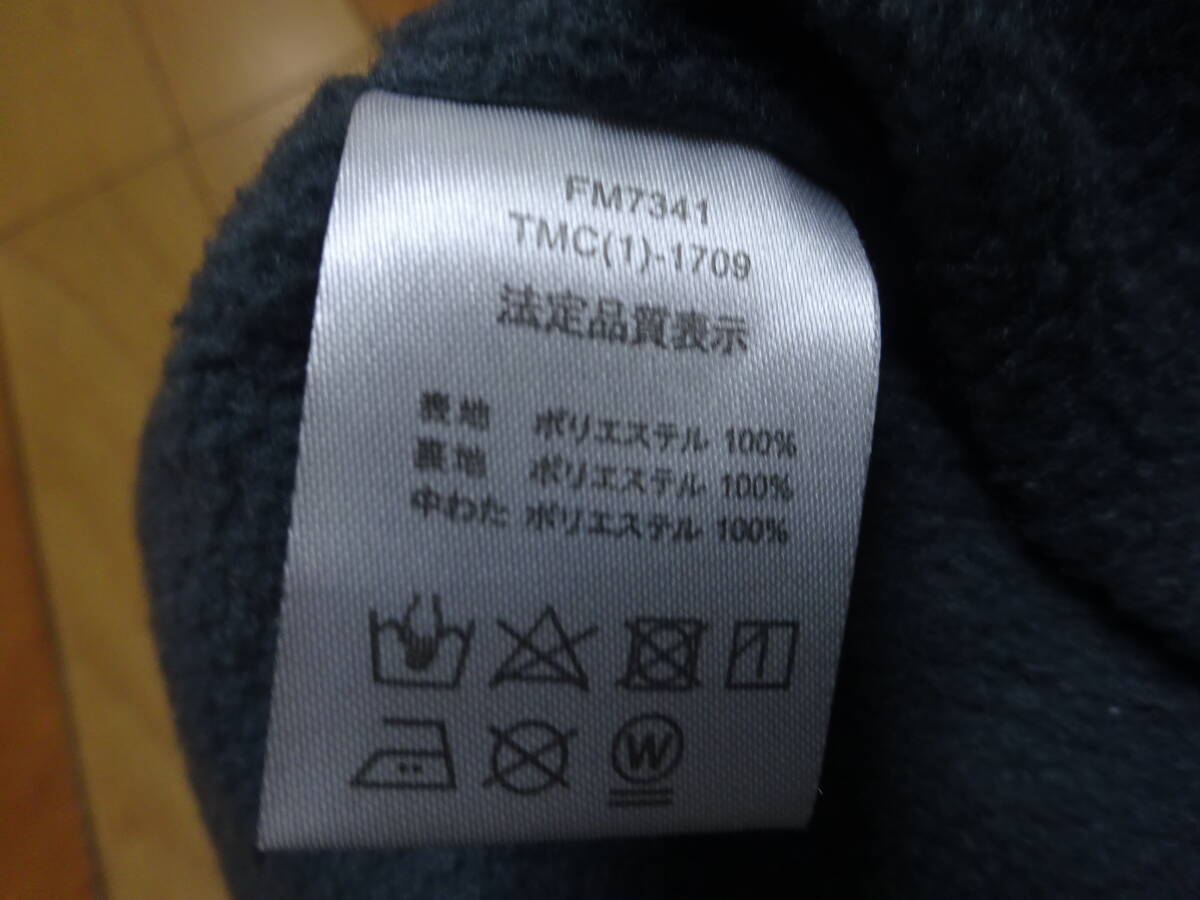 FM7341
TMC(1)-1709
法定品質表示
表地 ポリエステル 100%
裏地 ポリエステル 100%
中わた ポリエステル 100%
W